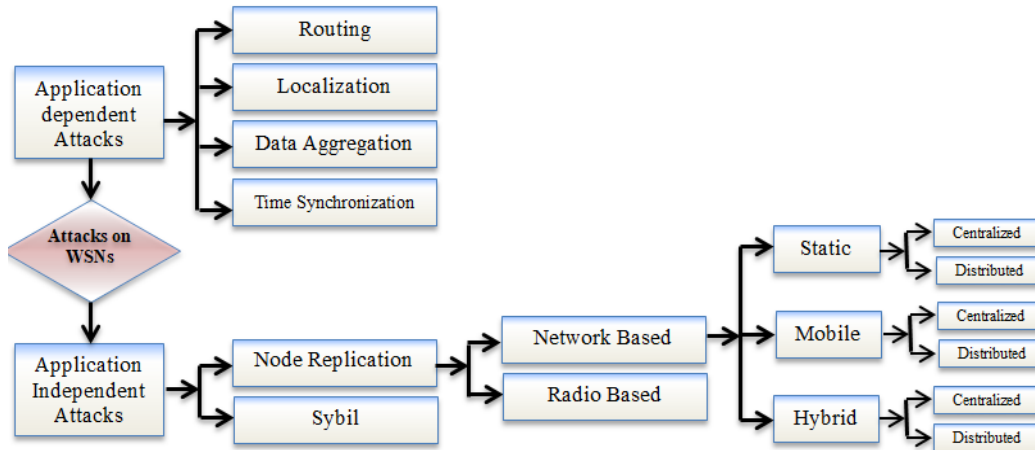 Routing
Localization
Data Aggregation
Time Synchronization
Application
dependent
Attacks
Attacks on
WSNs
Application
Independent
Attacks
Node Replication
Sybil
Network Based
Radio Based
Static
Centralized
Distributed
Mobile
Centralized
Distributed
Hybrid
Centralized
Distributed